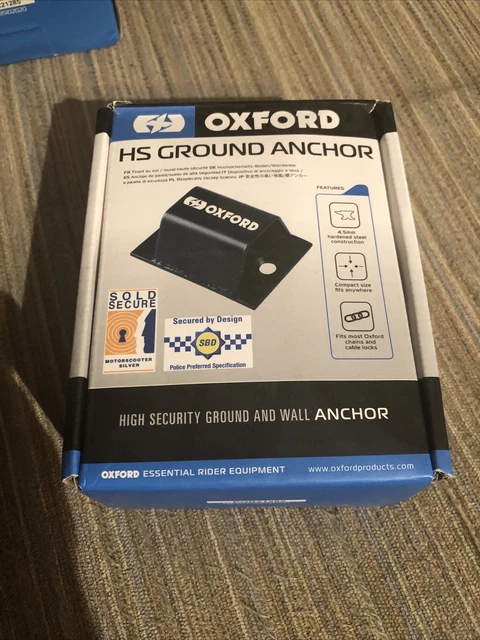 OXFORD
HS GROUND ANCHOR
OXFORD
FEATURES
4.5mm
hardened steel
construction
Compact size
fits anywhere
Fits most Oxford
chains and
cable locks
SOLD
SECURE
MOTORSCOOTER
SILVER
Secured by Design
SBD
Police Preferred Specification
HIGH SECURITY GROUND AND WALL ANCHOR
OXFORD ESSENTIAL RIDER EQUIPMENT
www.oxfordproducts.com